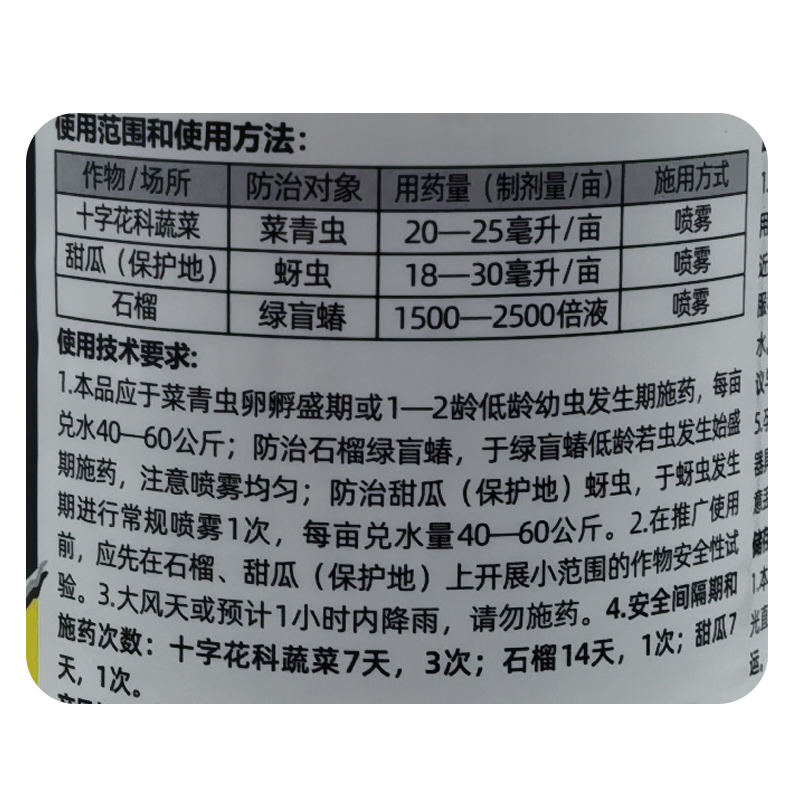 使用范围和使用方法：
作物/场所 防治对象 用药量（制剂量/亩） 施用方式
十字花科蔬菜 菜青虫 20—25毫升/亩 喷雾
甜瓜（保护地） 蚜虫 18—30毫升/亩 喷雾
石榴 绿盲蝽 1500—2500倍液 喷雾
使用技术要求:
1.本品应于菜青虫卵孵盛期或1—2龄低龄幼虫发生期施药，每亩
兑水40—60公斤；防治石榴绿盲蝽，于绿盲蝽低龄若虫发生始盛
期施药，注意喷雾均匀；防治甜瓜（保护地）蚜虫，于蚜虫发生
期进行常规喷雾1次，每亩兑水量40—60公斤。2.在推广使用
前，应先在石榴、甜瓜（保护地）上开展小范围的作物安全性试
验。3.大风天或预计1小时内降雨，请勿施药。4.安全间隔期和
施药次数：十字花科蔬菜7天，3次；石榴14天，1次；甜瓜7
天，1次。